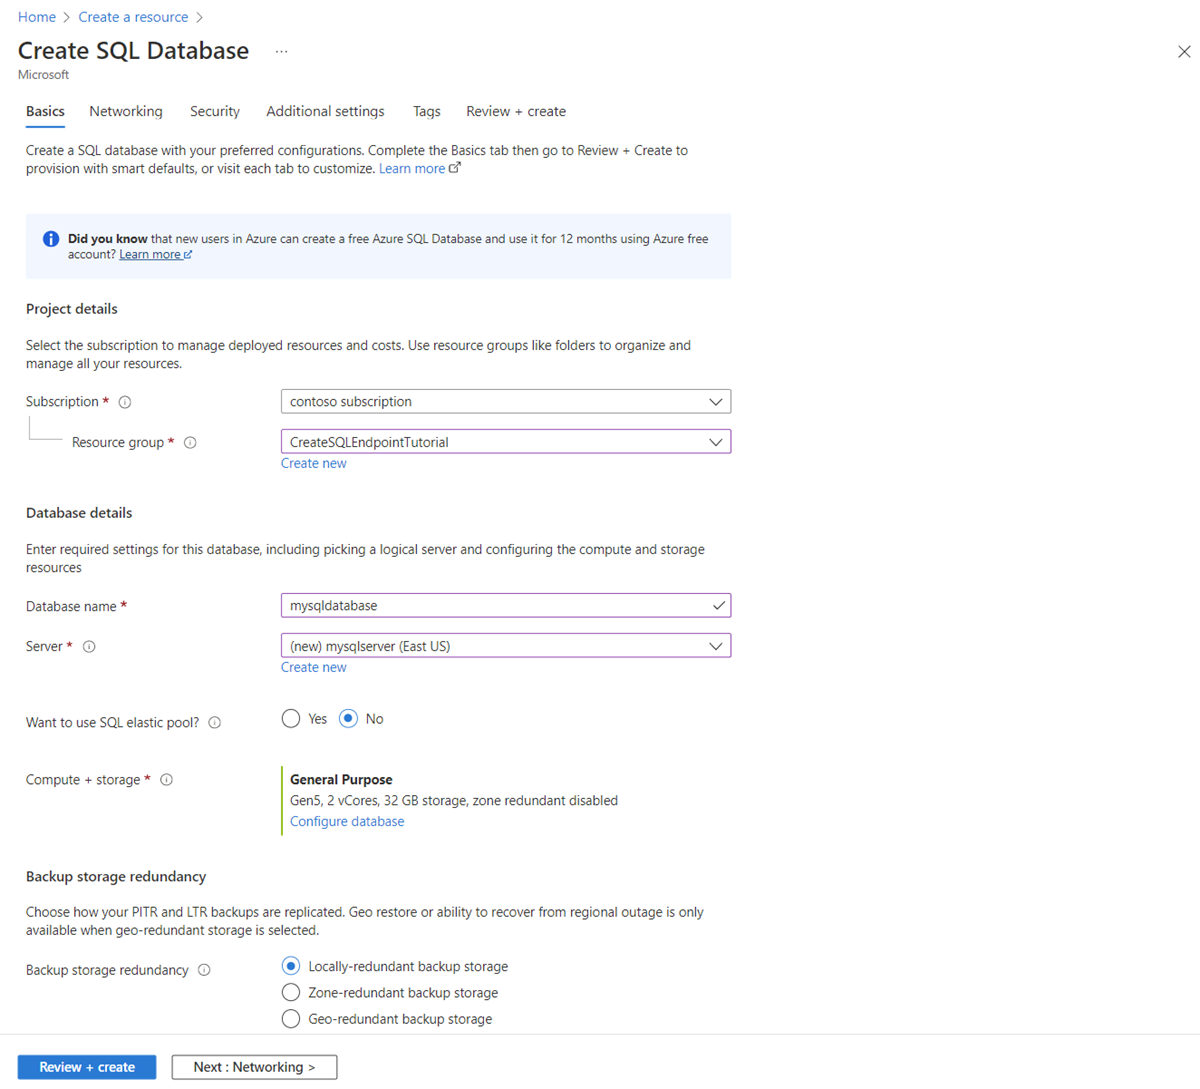 Home > Create a resource >
Create SQL Database ...
Microsoft
Basics Networking Security Additional settings Tags Review + create
Create a SQL database with your preferred configurations. Complete the Basics tab then go to Review + Create to
provision with smart defaults, or visit each tab to customize. Learn more
Did you know that new users in Azure can create a free Azure SQL Database and use it for 12 months using Azure free
account? Learn more
Project details
Select the subscription to manage deployed resources and costs. Use resource groups like folders to organize and
manage all your resources.
Subscription * contoso subscription
Resource group * CreateSQLEndpointTutorial
Create new
Database details
Enter required settings for this database, including picking a logical server and configuring the compute and storage
resources
Database name * mysqldatabase
Server * (new) mysqlserver (East US)
Create new
Want to use SQL elastic pool? Yes No
Compute + storage * General Purpose
Gen5, 2 vCores, 32 GB storage, zone redundant disabled
Configure database
Backup storage redundancy
Choose how your PITR and LTR backups are replicated. Geo restore or ability to recover from regional outage is only
available when geo-redundant storage is selected.
Backup storage redundancy Locally-redundant backup storage
Zone-redundant backup storage
Geo-redundant backup storage
Review + create Next : Networking >